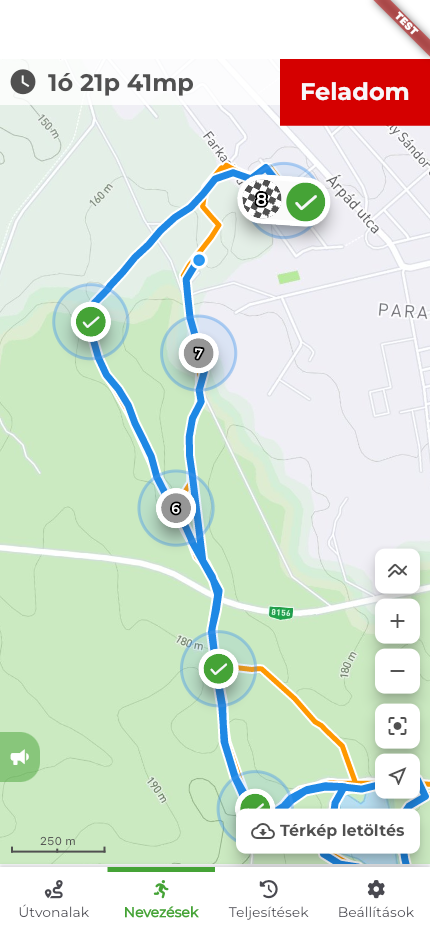 TEST
1ó 21p 41mp
Feladom
150 m
Farka
y Sándor
160 m
8
Árpád utca
PARA
7
6
8156
180 m
180 m
190 m
250 m
Térkép letöltés
Útvonalak
Nevezések
Teljesítések
Beállítások